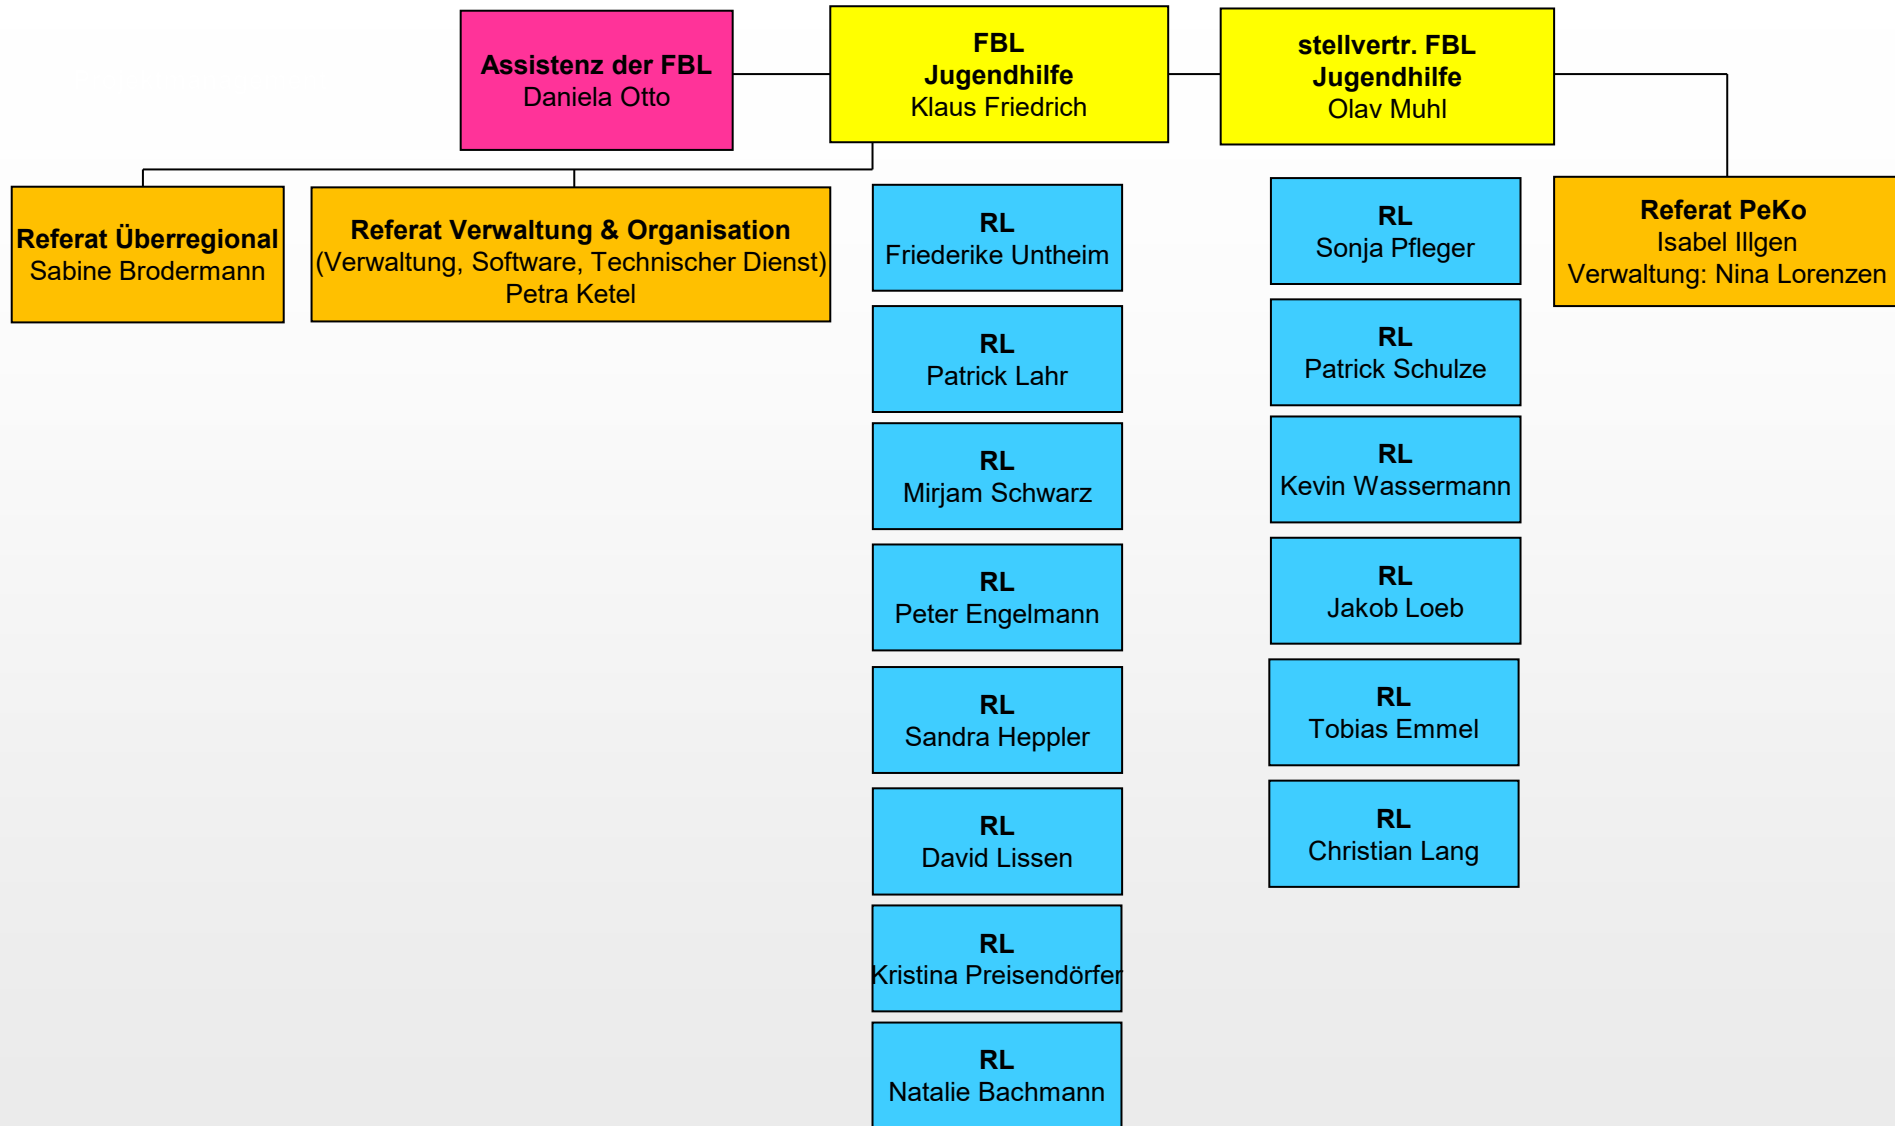 Assistenz der FBL
Daniela Otto
FBL
Jugendhilfe
Klaus Friedrich
stellvertr. FBL
Jugendhilfe
Olav Muhl
Referat Überregional
Sabine Brodermann
Referat Verwaltung & Organisation
(Verwaltung, Software, Technischer Dienst)
Petra Ketel
Referat PeKo
Isabel Illgen
Verwaltung: Nina Lorenzen
RL
Friederike Untheim
RL
Patrick Lahr
RL
Mirjam Schwarz
RL
Peter Engelmann
RL
Sandra Heppler
RL
David Lissen
RL
Kristina Preisendörfer
RL
Natalie Bachmann
RL
Sonja Pfleger
RL
Patrick Schulze
RL
Kevin Wassermann
RL
Jakob Loeb
RL
Tobias Emmel
RL
Christian Lang